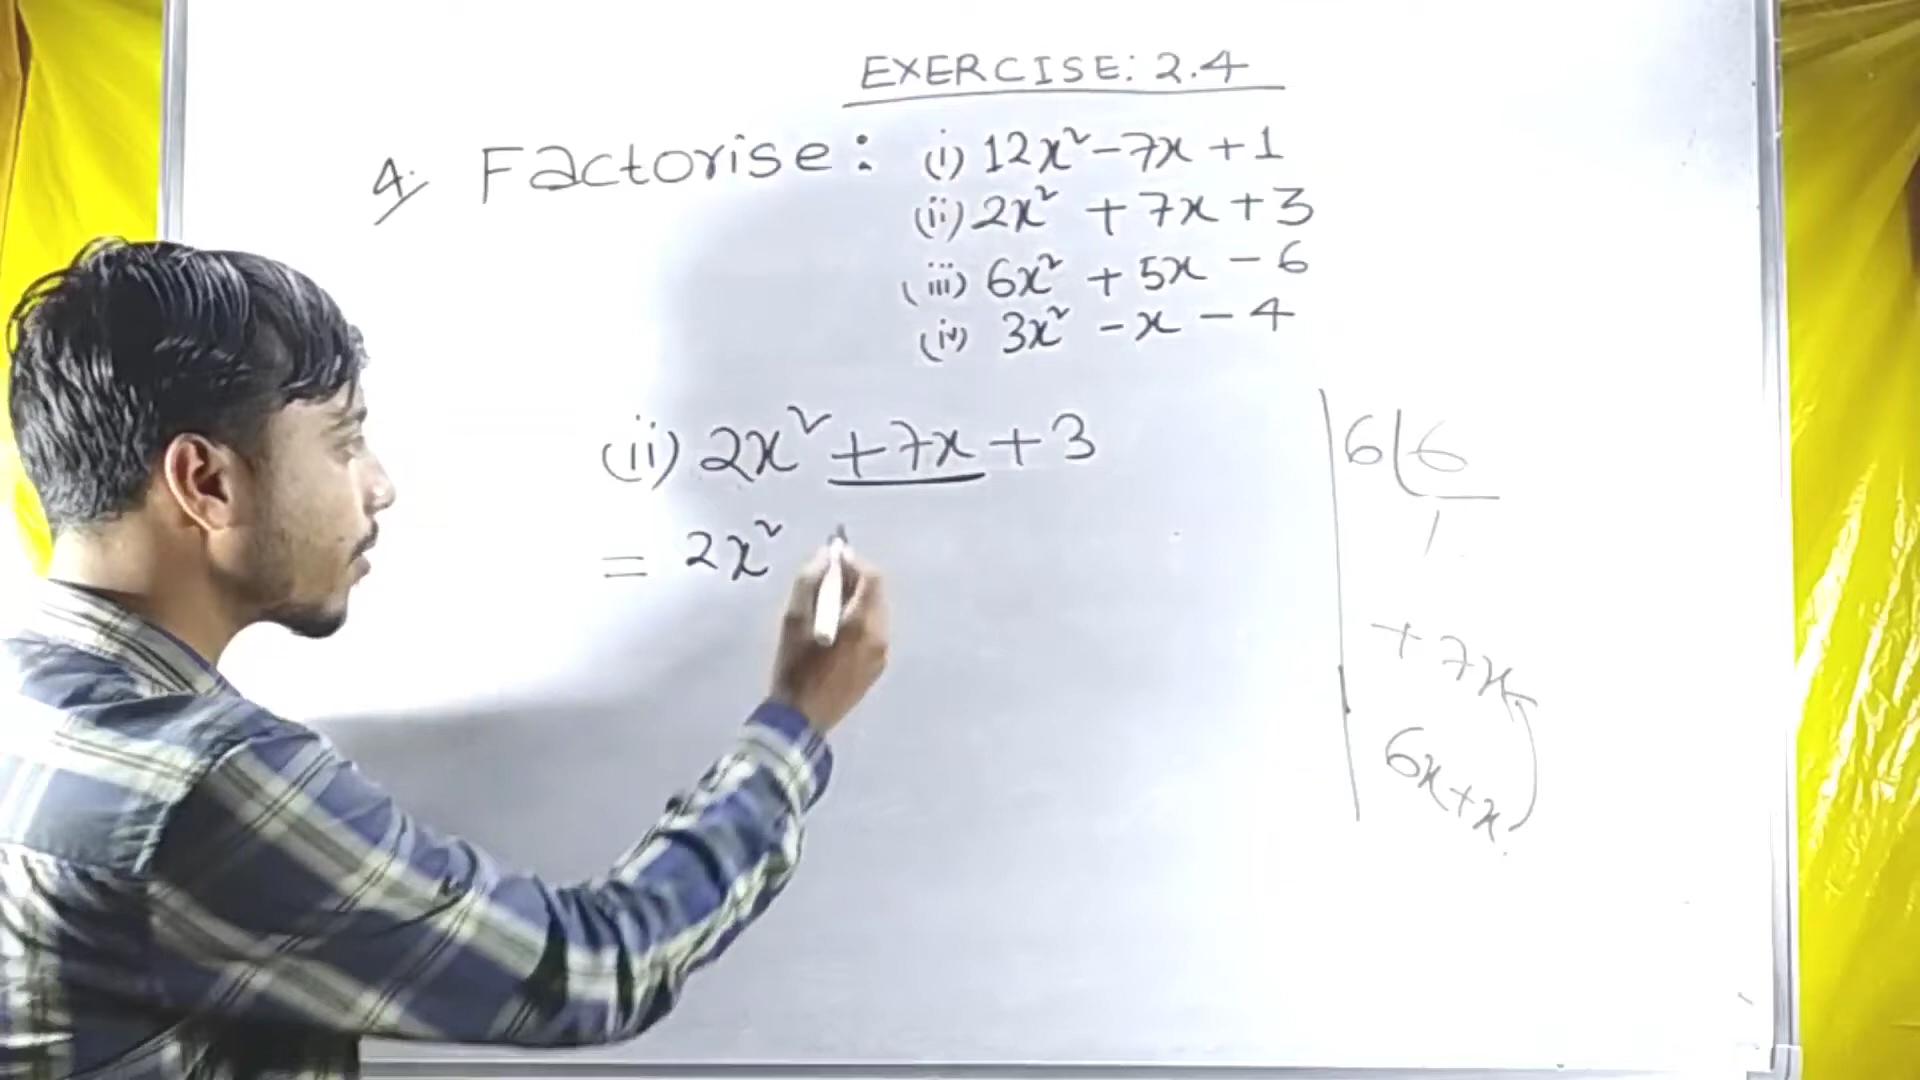 EXERCISE: 2.4
4. Factorise: (i) 12x² - 7x + 1
(ii) 2x² + 7x + 3
(iii) 6x² + 5x - 6
(iv) 3x² - x - 4
(ii) 2x² + 7x + 3
= 2x²
6 | 6
1
+ 7x
6x + x